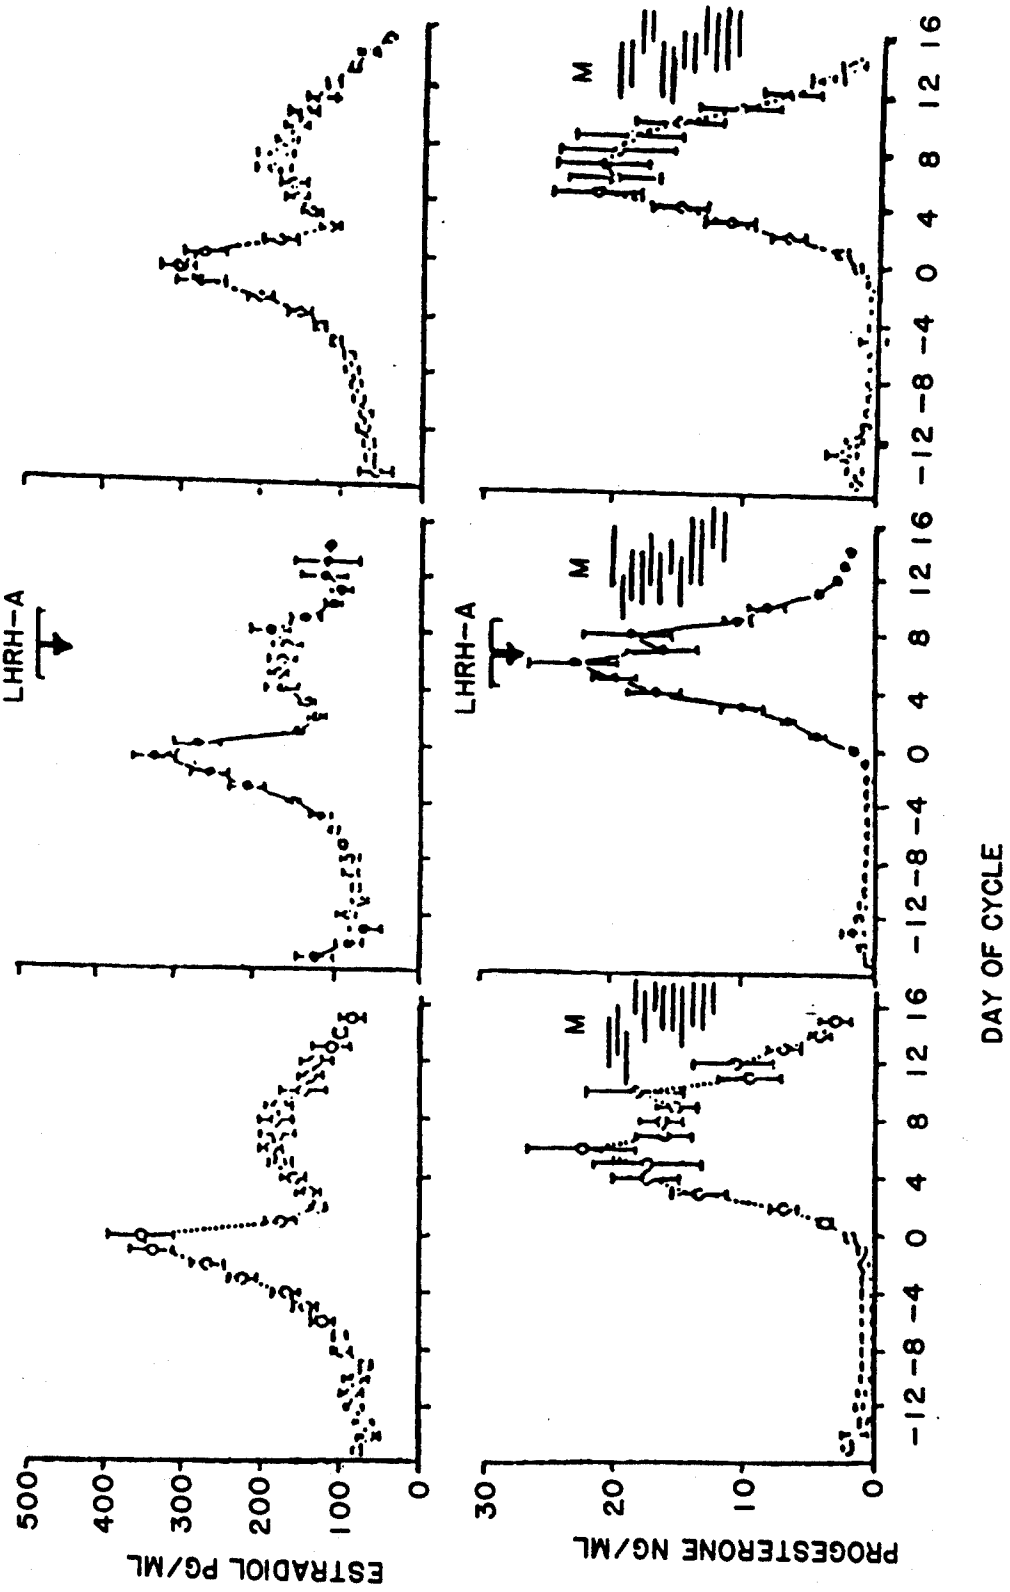 LHRH-A
500
400
300
200
100
0
ESTRADIOL PG/ML
LHRH-A
M
M
M
30
20
10
0
PROGESTERONE NG/ML
-12 -8 -4 0 4 8 12 16 -12 -8 -4 0 4 8 12 16 -12 -8 -4 0 4 8 12 16
DAY OF CYCLE